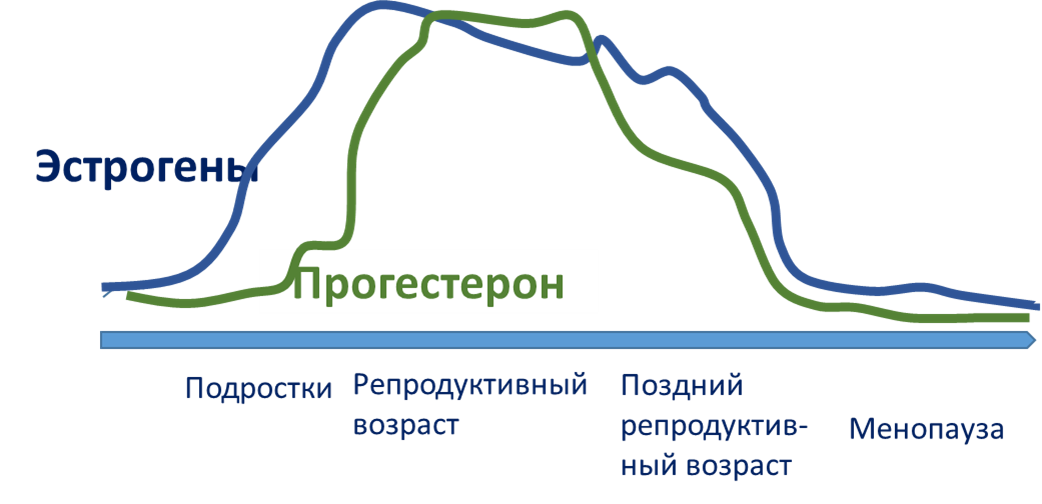 Эстрогены
Прогестерон
Подростки
Репродуктивный
возраст
Поздний
репродуктив-
ный возраст
Менопауза